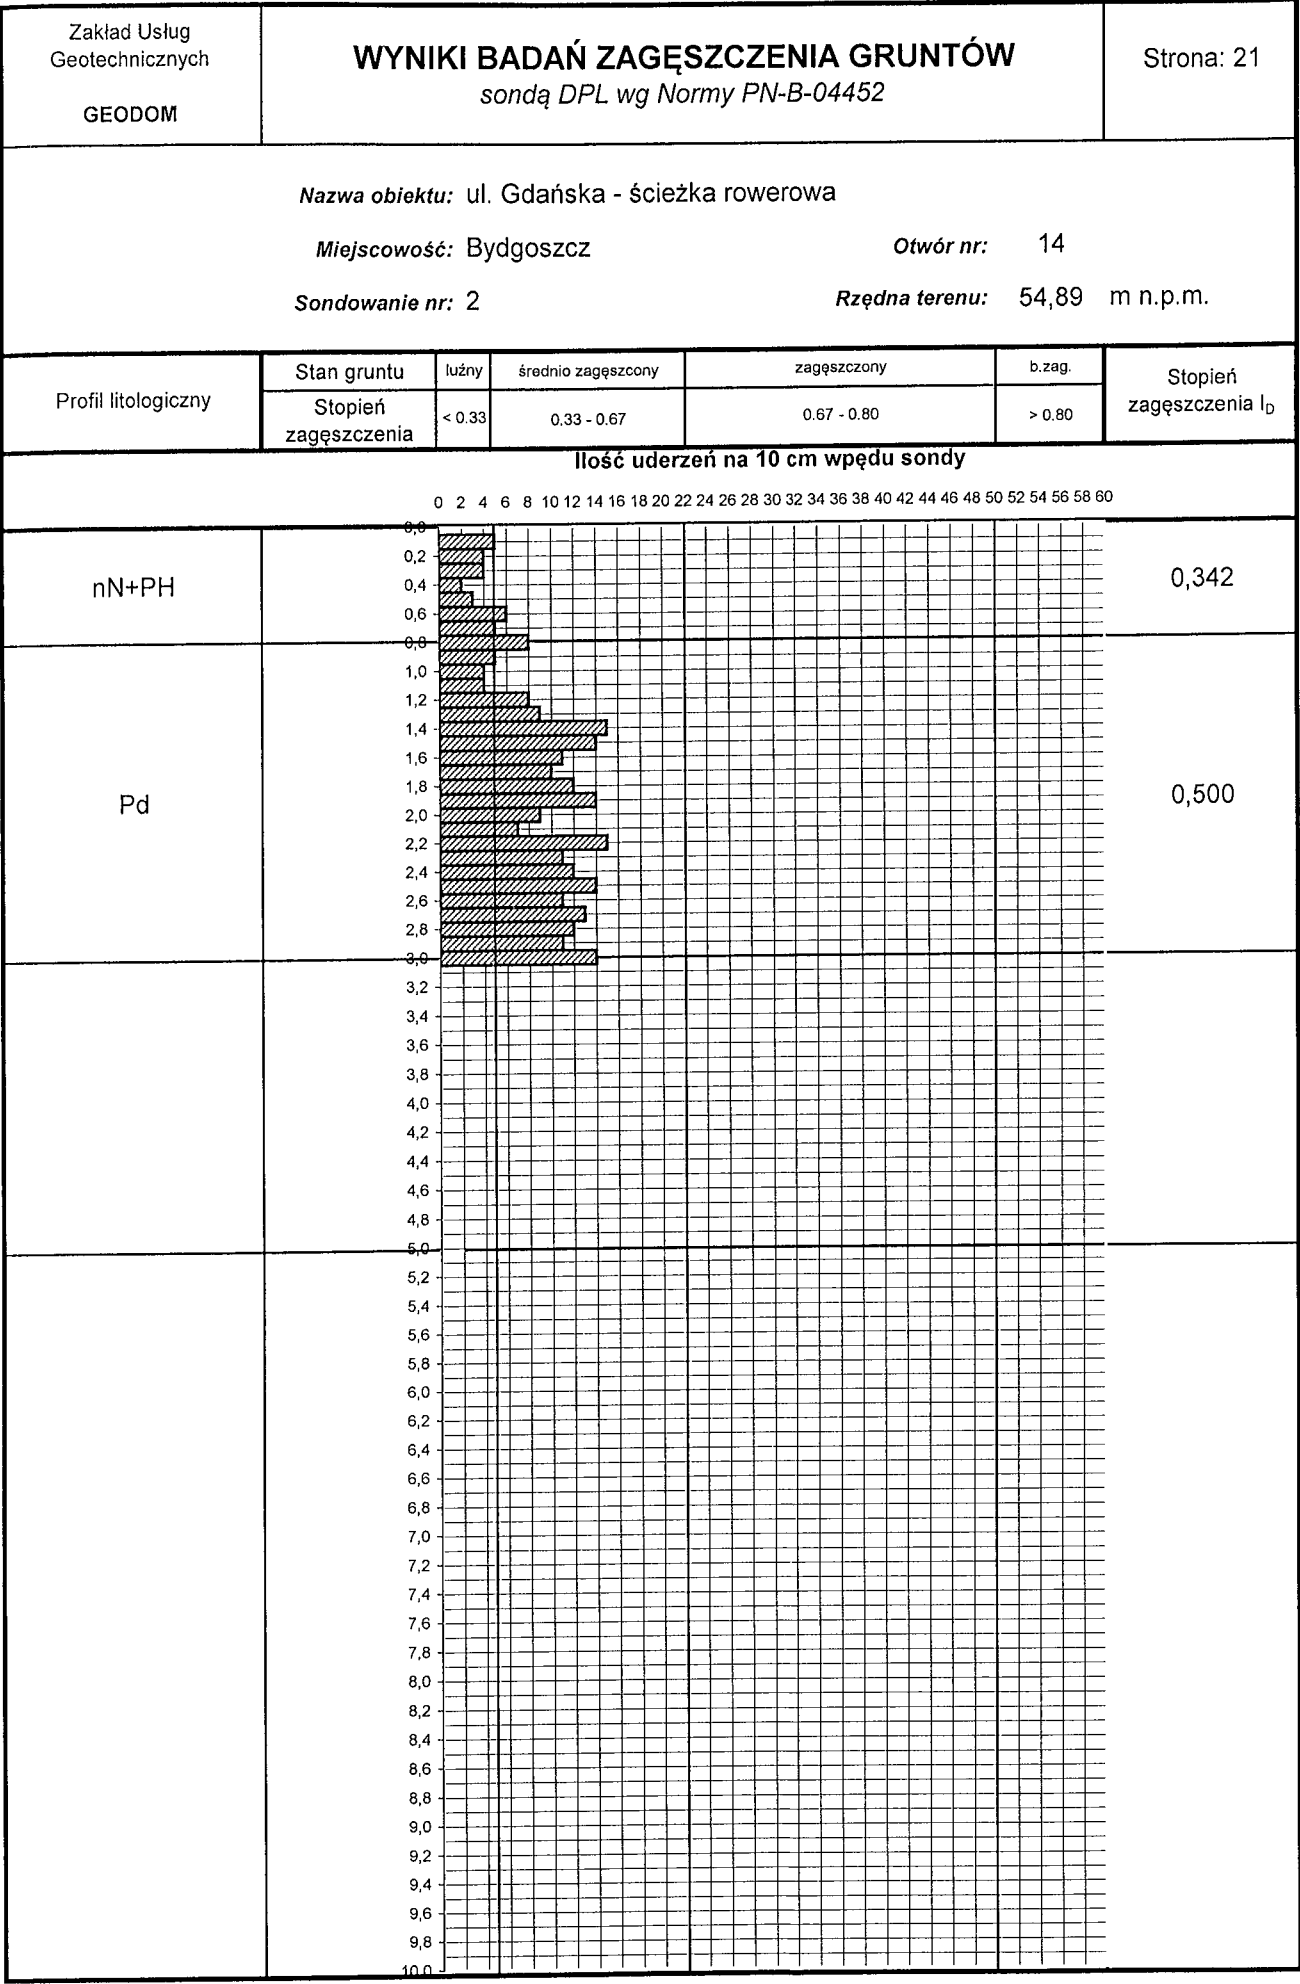 Zakład Usług
Geotechnicznych
GEODOM
WYNIKI BADAŃ ZAGĘSZCZENIA GRUNTÓW
sondą DPL wg Normy PN-B-04452
Strona: 21
Nazwa obiektu: ul. Gdańska - ścieżka rowerowa
Miejscowość: Bydgoszcz
Otwór nr: 14
Sondowanie nr: 2
Rzędna terenu: 54,89 m n.p.m.
Profil litologiczny
Stan gruntu
luźny
średnio zagęszcony
zagęszczony
b.zag.
Stopień
zagęszczenia
< 0.33
0.33 - 0.67
0.67 - 0.80
> 0.80
Stopień
zagęszczenia ID
Ilość uderzeń na 10 cm wpędu sondy
0 2 4 6 8 10 12 14 16 18 20 22 24 26 28 30 32 34 36 38 40 42 44 46 48 50 52 54 56 58 60
0,0
0,2
0,4
nN+PH
0,342
0,6
0,8
1,0
1,2
1,4
1,6
1,8
Pd
0,500
2,0
2,2
2,4
2,6
2,8
3,0
3,2
3,4
3,6
3,8
4,0
4,2
4,4
4,6
4,8
5,0
5,2
5,4
5,6
5,8
6,0
6,2
6,4
6,6
6,8
7,0
7,2
7,4
7,6
7,8
8,0
8,2
8,4
8,6
8,8
9,0
9,2
9,4
9,6
9,8
10,0